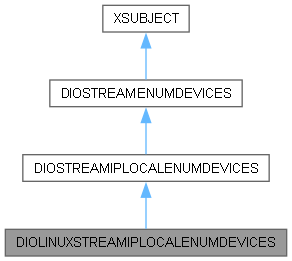 XSUBJECT
DIOSTREAMENUMDEVICES
DIOSTREAMIPLOCALENUMDEVICES
DIOLINUXSTREAMIPLOCALENUMDEVICES